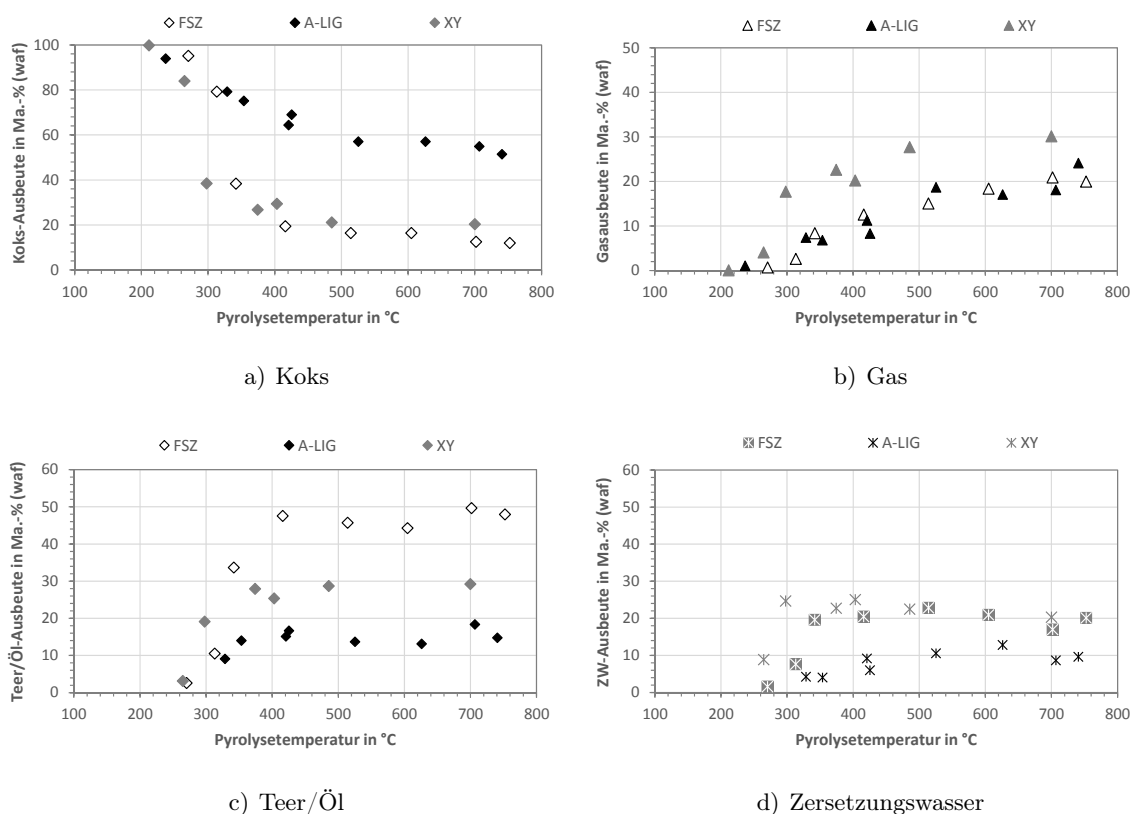 FSZ A-LIG XY
Koks-Ausbeute in Ma.-% (waf)
100
80
60
40
20
0
100 200 300 400 500 600 700 800
Pyrolysetemperatur in °C
a) Koks
FSZ A-LIG XY
Gasausbeute in Ma.-% (waf)
50
40
30
20
10
0
100 200 300 400 500 600 700 800
Pyrolysetemperatur in °C
b) Gas
FSZ A-LIG XY
Teer/Öl-Ausbeute in Ma.-% (waf)
60
50
40
30
20
10
0
100 200 300 400 500 600 700 800
Pyrolysetemperatur in °C
c) Teer/Öl
FSZ A-LIG XY
ZW-Ausbeute in Ma.-% (waf)
60
50
40
30
20
10
0
100 200 300 400 500 600 700 800
Pyrolysetemperatur in °C
d) Zersetzungswasser